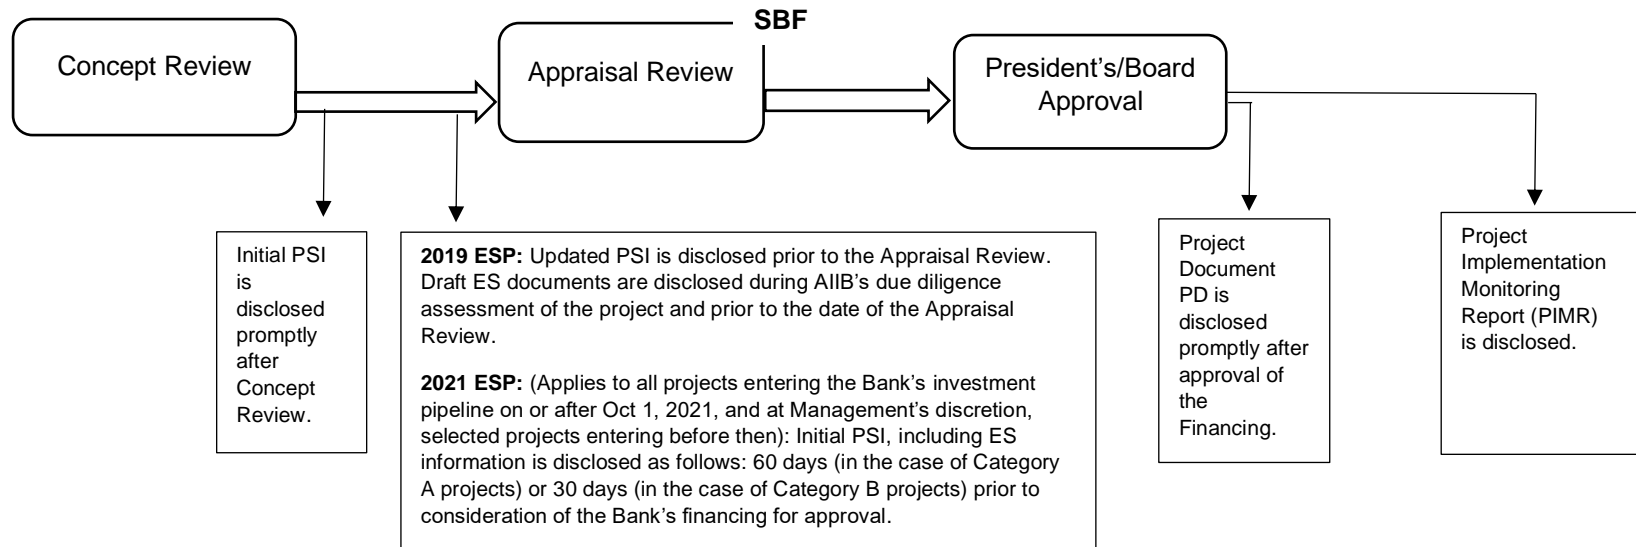 SBF
Concept Review
Appraisal Review
President’s/Board
Approval
Initial PSI
is
disclosed
promptly
after
Concept
Review.
2019 ESP: Updated PSI is disclosed prior to the Appraisal Review.
Draft ES documents are disclosed during AIIB’s due diligence
assessment of the project and prior to the date of the Appraisal
Review.
2021 ESP: (Applies to all projects entering the Bank’s investment
pipeline on or after Oct 1, 2021, and at Management’s discretion,
selected projects entering before then): Initial PSI, including ES
information is disclosed as follows: 60 days (in the case of Category
A projects) or 30 days (in the case of Category B projects) prior to
consideration of the Bank’s financing for approval.
Project
Document
PD is
disclosed
promptly after
approval of
the
Financing.
Project
Implementation
Monitoring
Report (PIMR)
is disclosed.